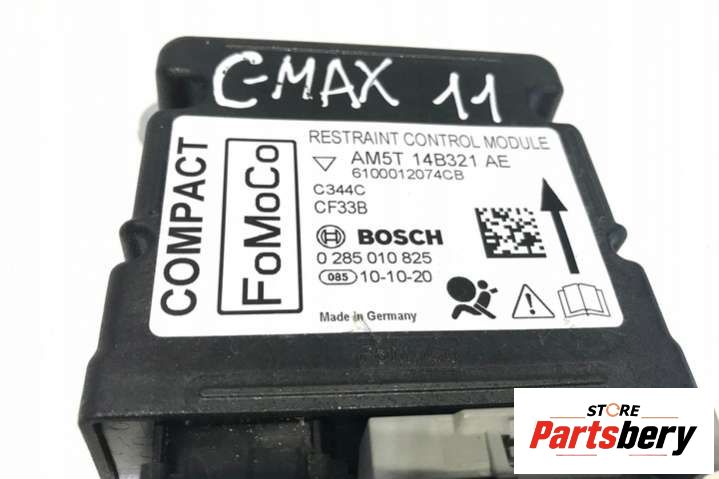 C-MAX 11
COMPACT
FoMoCo
RESTRAINT CONTROL MODULE
AM5T 14B321 AE
6100012074CB
C344C
CF33B
BOSCH
0 285 010 825
085 10-10-20
Made in Germany
STORE
Partsbery